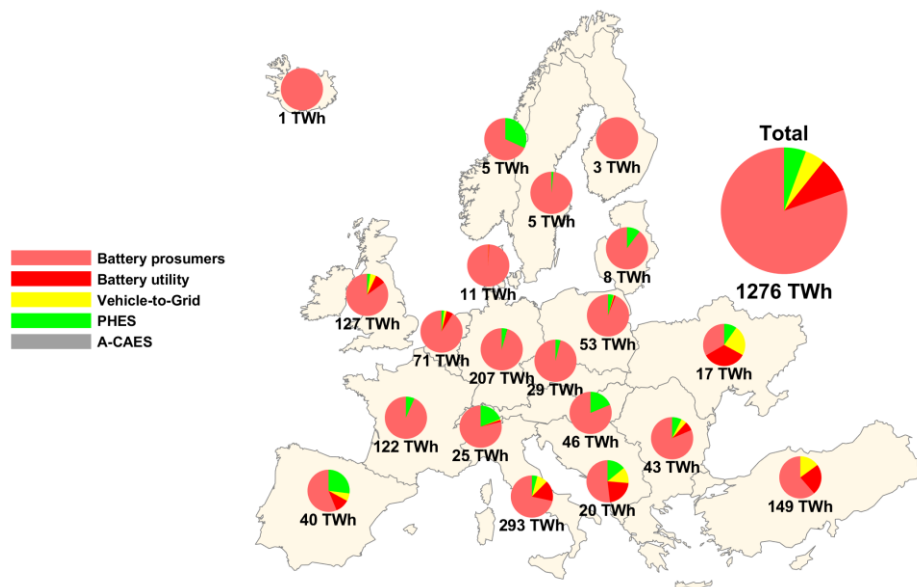 1 TWh
5 TWh
3 TWh
Total
5 TWh
8 TWh
11 TWh
1276 TWh
Battery prosumers
Battery utility
Vehicle-to-Grid
PHES
A-CAES
127 TWh
53 TWh
71 TWh
207 TWh
29 TWh
17 TWh
122 TWh
25 TWh
46 TWh
43 TWh
40 TWh
293 TWh
20 TWh
149 TWh